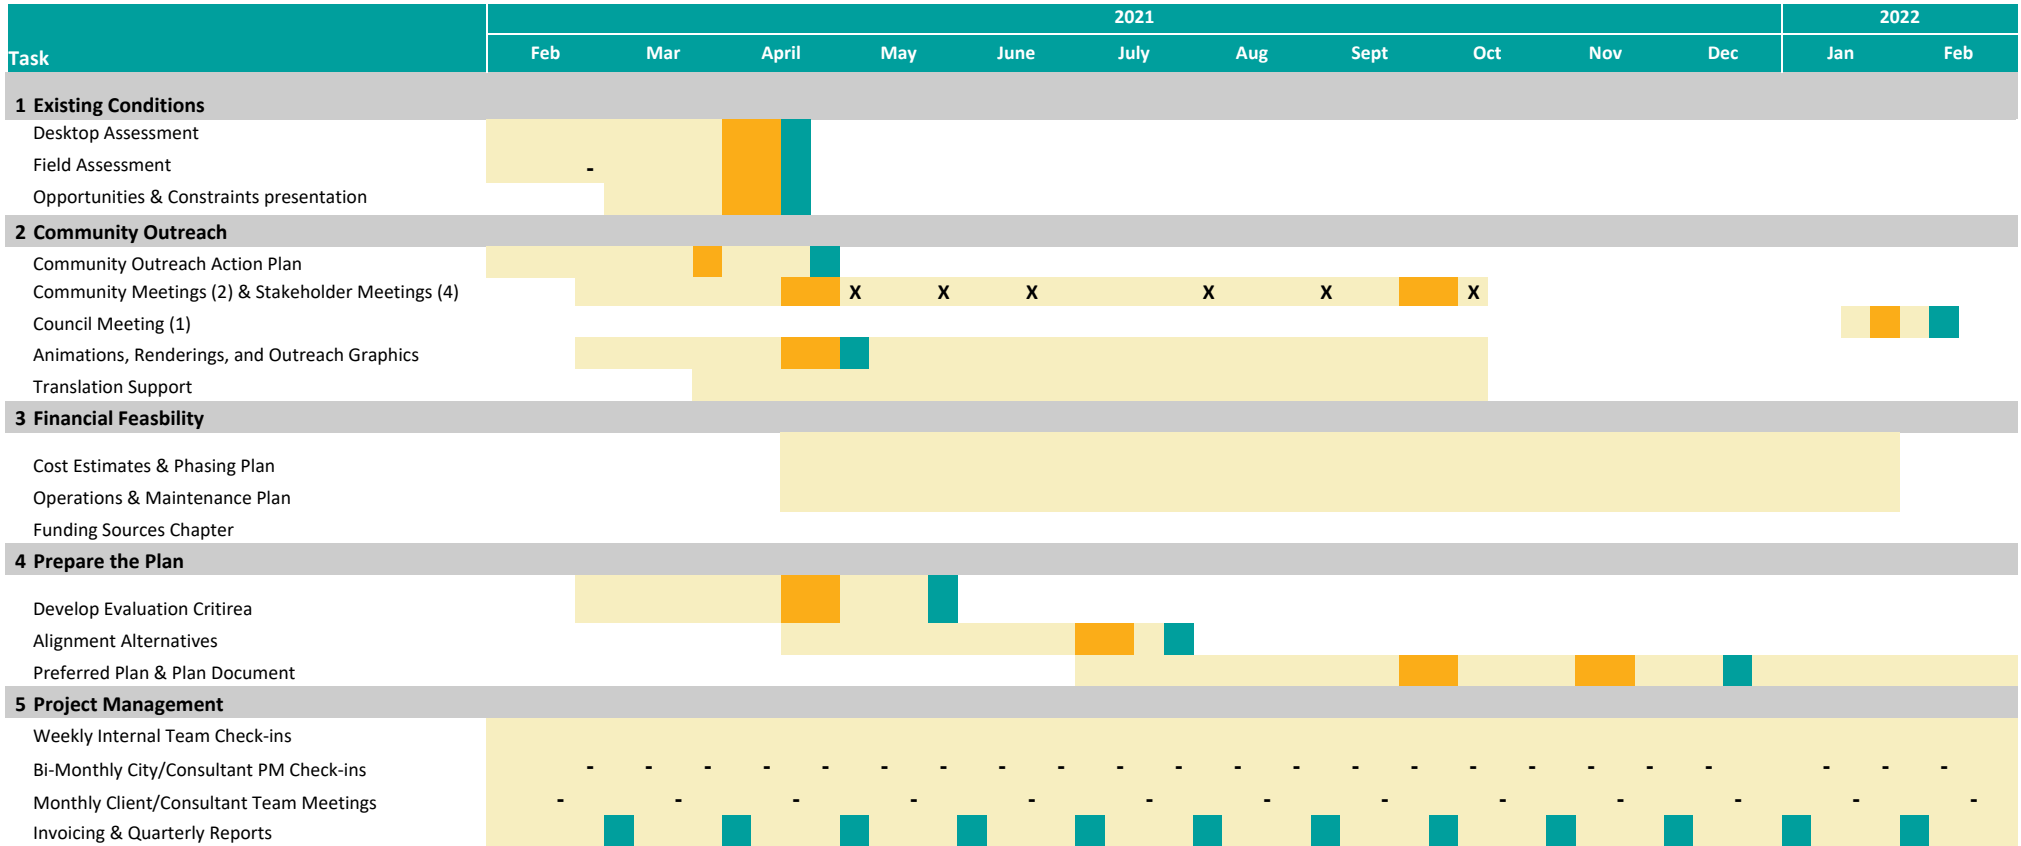 2021 2022
Task Feb Mar April May June July Aug Sept Oct Nov Dec Jan Feb
1 Existing Conditions
Desktop Assessment
Field Assessment -
Opportunities & Constraints presentation
2 Community Outreach
Community Outreach Action Plan
Community Meetings (2) & Stakeholder Meetings (4) X X X X X X
Council Meeting (1)
Animations, Renderings, and Outreach Graphics
Translation Support
3 Financial Feasbility
Cost Estimates & Phasing Plan
Operations & Maintenance Plan
Funding Sources Chapter
4 Prepare the Plan
Develop Evaluation Critirea
Alignment Alternatives
Preferred Plan & Plan Document
5 Project Management
Weekly Internal Team Check-ins
Bi-Monthly City/Consultant PM Check-ins - - - - - - - - - - - - - - - - - - - - - - -
Monthly Client/Consultant Team Meetings - - - - - - - - - - - - -
Invoicing & Quarterly Reports